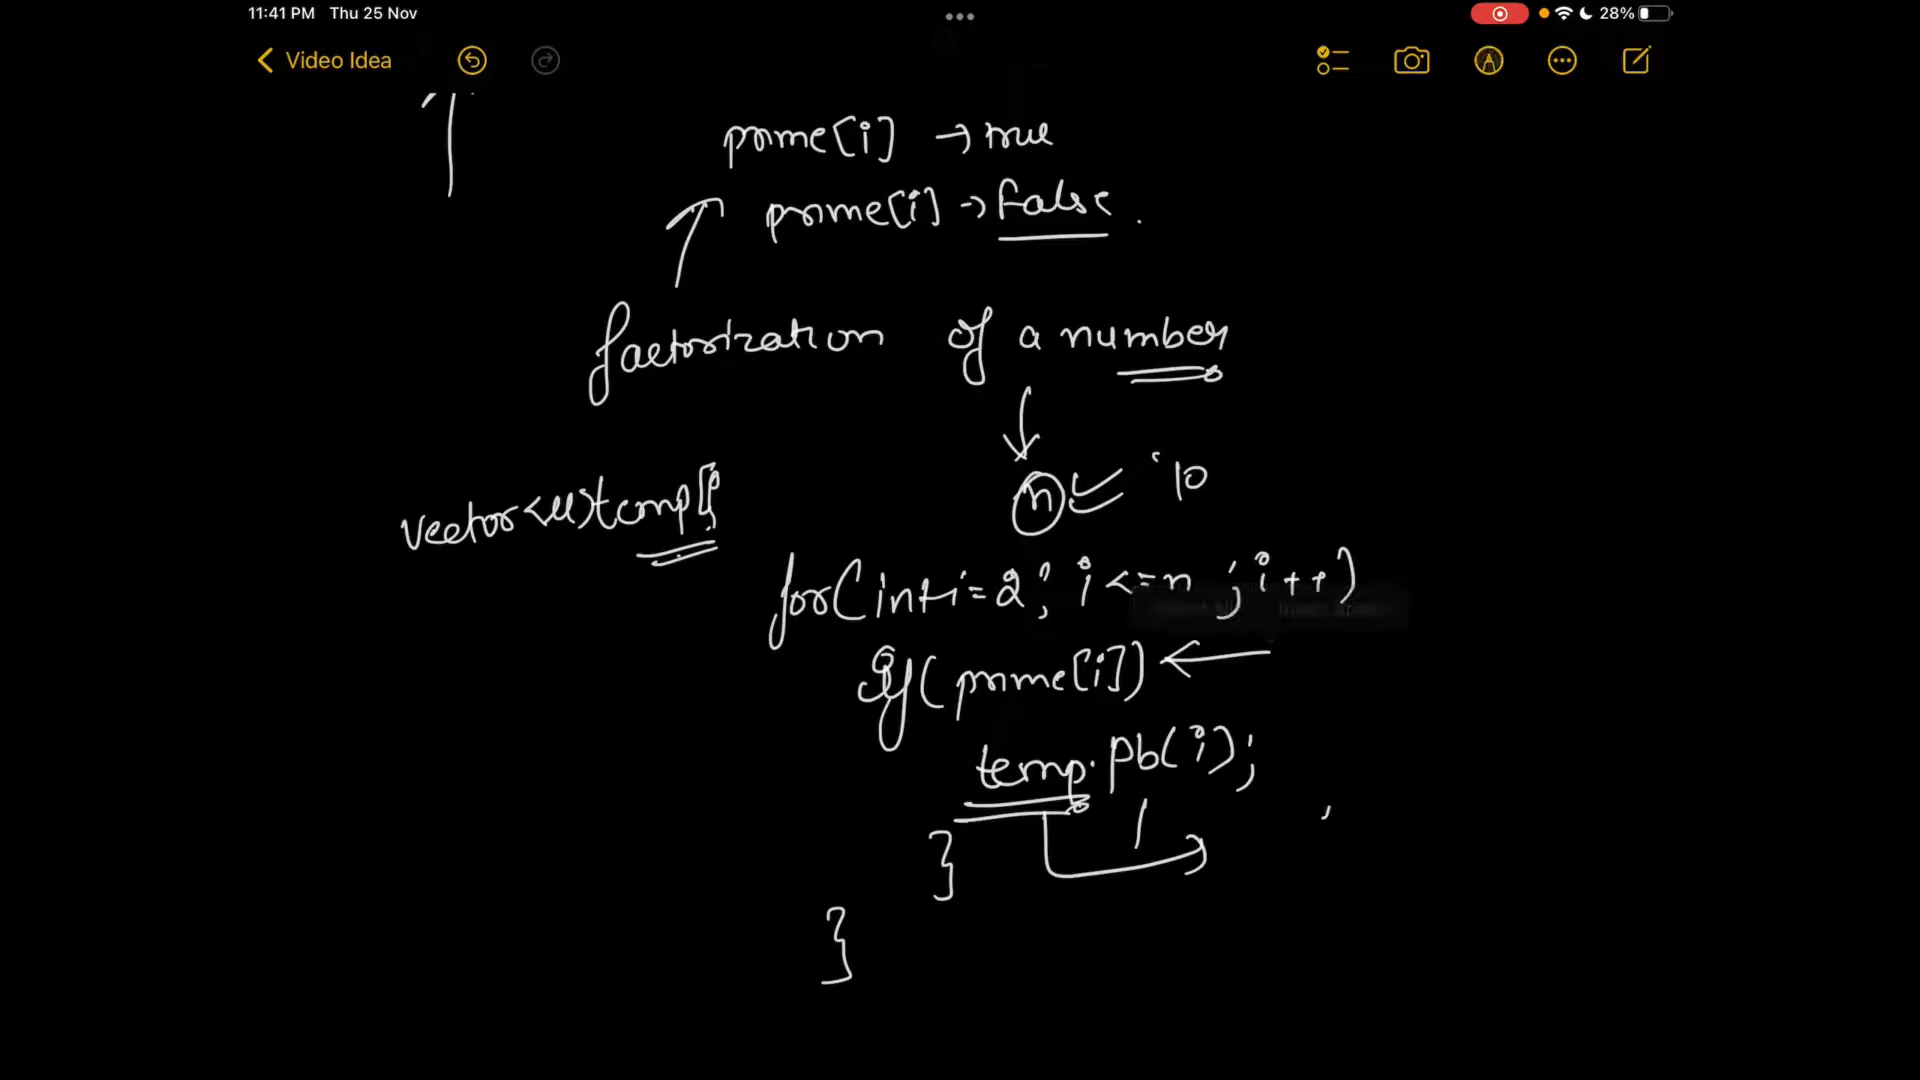 11:41 PM Thu 25 Nov
28%
Video Idea
prime[i] → true
prime[i] → false.
factorization of a number
n 10
vector<ll>temp
for(int i=2; i<=n; i++)
if(prime[i])
temp.pb(i);
}
}